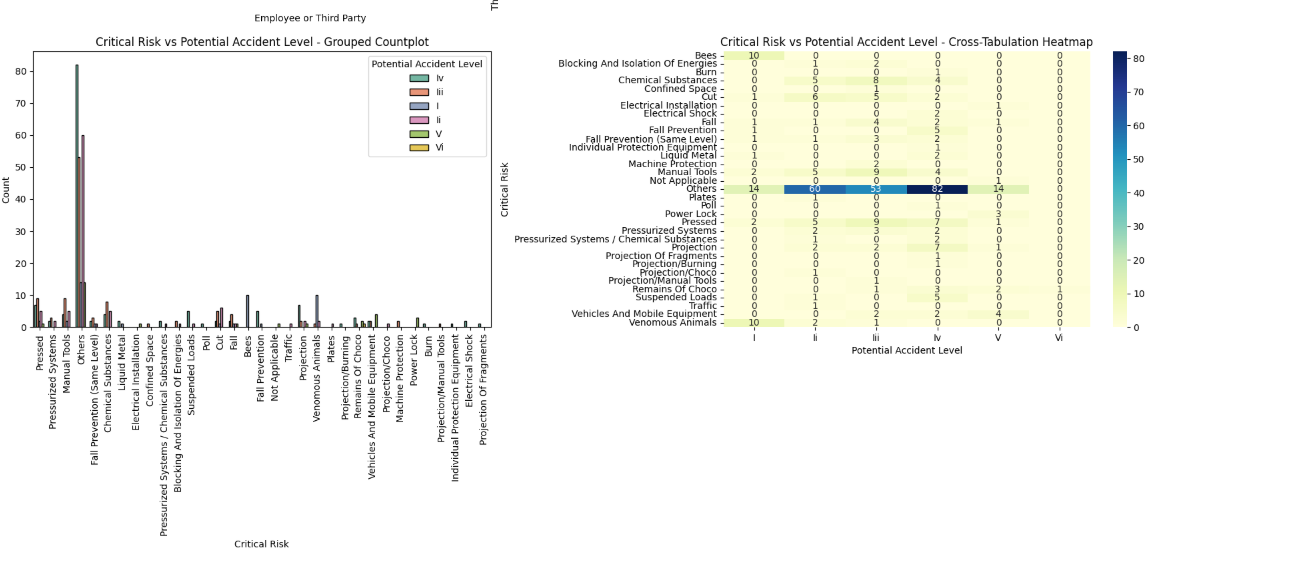 Th
Employee or Third Party
Critical Risk vs Potential Accident Level - Grouped Countplot
Potential Accident Level
Iv
Iii
I
Ii
V
Vi
80
70
60
50
40
30
20
10
0
Count
Pressed
Pressurized Systems
Manual Tools
Others
Fall Prevention (Same Level)
Chemical Substances
Liquid Metal
Electrical Installation
Confined Space
Pressurized Systems / Chemical Substances
Blocking And Isolation Of Energies
Suspended Loads
Poll
Cut
Fall
Bees
Fall Prevention
Not Applicable
Traffic
Projection
Venomous Animals
Plates
Projection/Burning
Remains Of Choco
Vehicles And Mobile Equipment
Projection/Choco
Machine Protection
Power Lock
Burn
Projection/Manual Tools
Individual Protection Equipment
Electrical Shock
Projection Of Fragments
Critical Risk
Critical Risk vs Potential Accident Level - Cross-Tabulation Heatmap
Critical Risk
Bees 10 0 0 0 0 0
Blocking And Isolation Of Energies 0 1 2 0 0 0
Burn 0 0 0 1 0 0
Chemical Substances 0 5 8 4 0 0
Confined Space 0 0 1 0 0 0
Cut 1 6 5 2 0 0
Electrical Installation 0 0 0 0 1 0
Electrical Shock 0 0 0 2 0 0
Fall 1 1 4 2 1 0
Fall Prevention 1 0 0 5 0 0
Fall Prevention (Same Level) 1 1 3 2 0 0
Individual Protection Equipment 0 0 0 1 0 0
Liquid Metal 1 0 0 2 0 0
Machine Protection 0 0 2 0 0 0
Manual Tools 2 5 9 4 0 0
Not Applicable 0 0 0 0 1 0
Others 14 60 53 82 14 0
Plates 0 1 0 0 0 0
Poll 0 0 0 1 0 0
Power Lock 0 0 0 0 3 0
Pressed 2 5 9 7 1 0
Pressurized Systems 0 2 3 2 0 0
Pressurized Systems / Chemical Substances 0 1 0 2 0 0
Projection 0 2 2 7 1 0
Projection Of Fragments 0 0 0 1 0 0
Projection/Burning 0 0 0 1 0 0
Projection/Choco 0 1 0 0 0 0
Projection/Manual Tools 0 0 1 0 0 0
Remains Of Choco 0 0 1 3 2 1
Suspended Loads 0 1 0 5 0 0
Traffic 0 1 0 0 0 0
Vehicles And Mobile Equipment 0 0 2 2 4 0
Venomous Animals 10 2 1 0 0 0
I Ii Iii Iv V Vi
Potential Accident Level
80
70
60
50
40
30
20
10
0